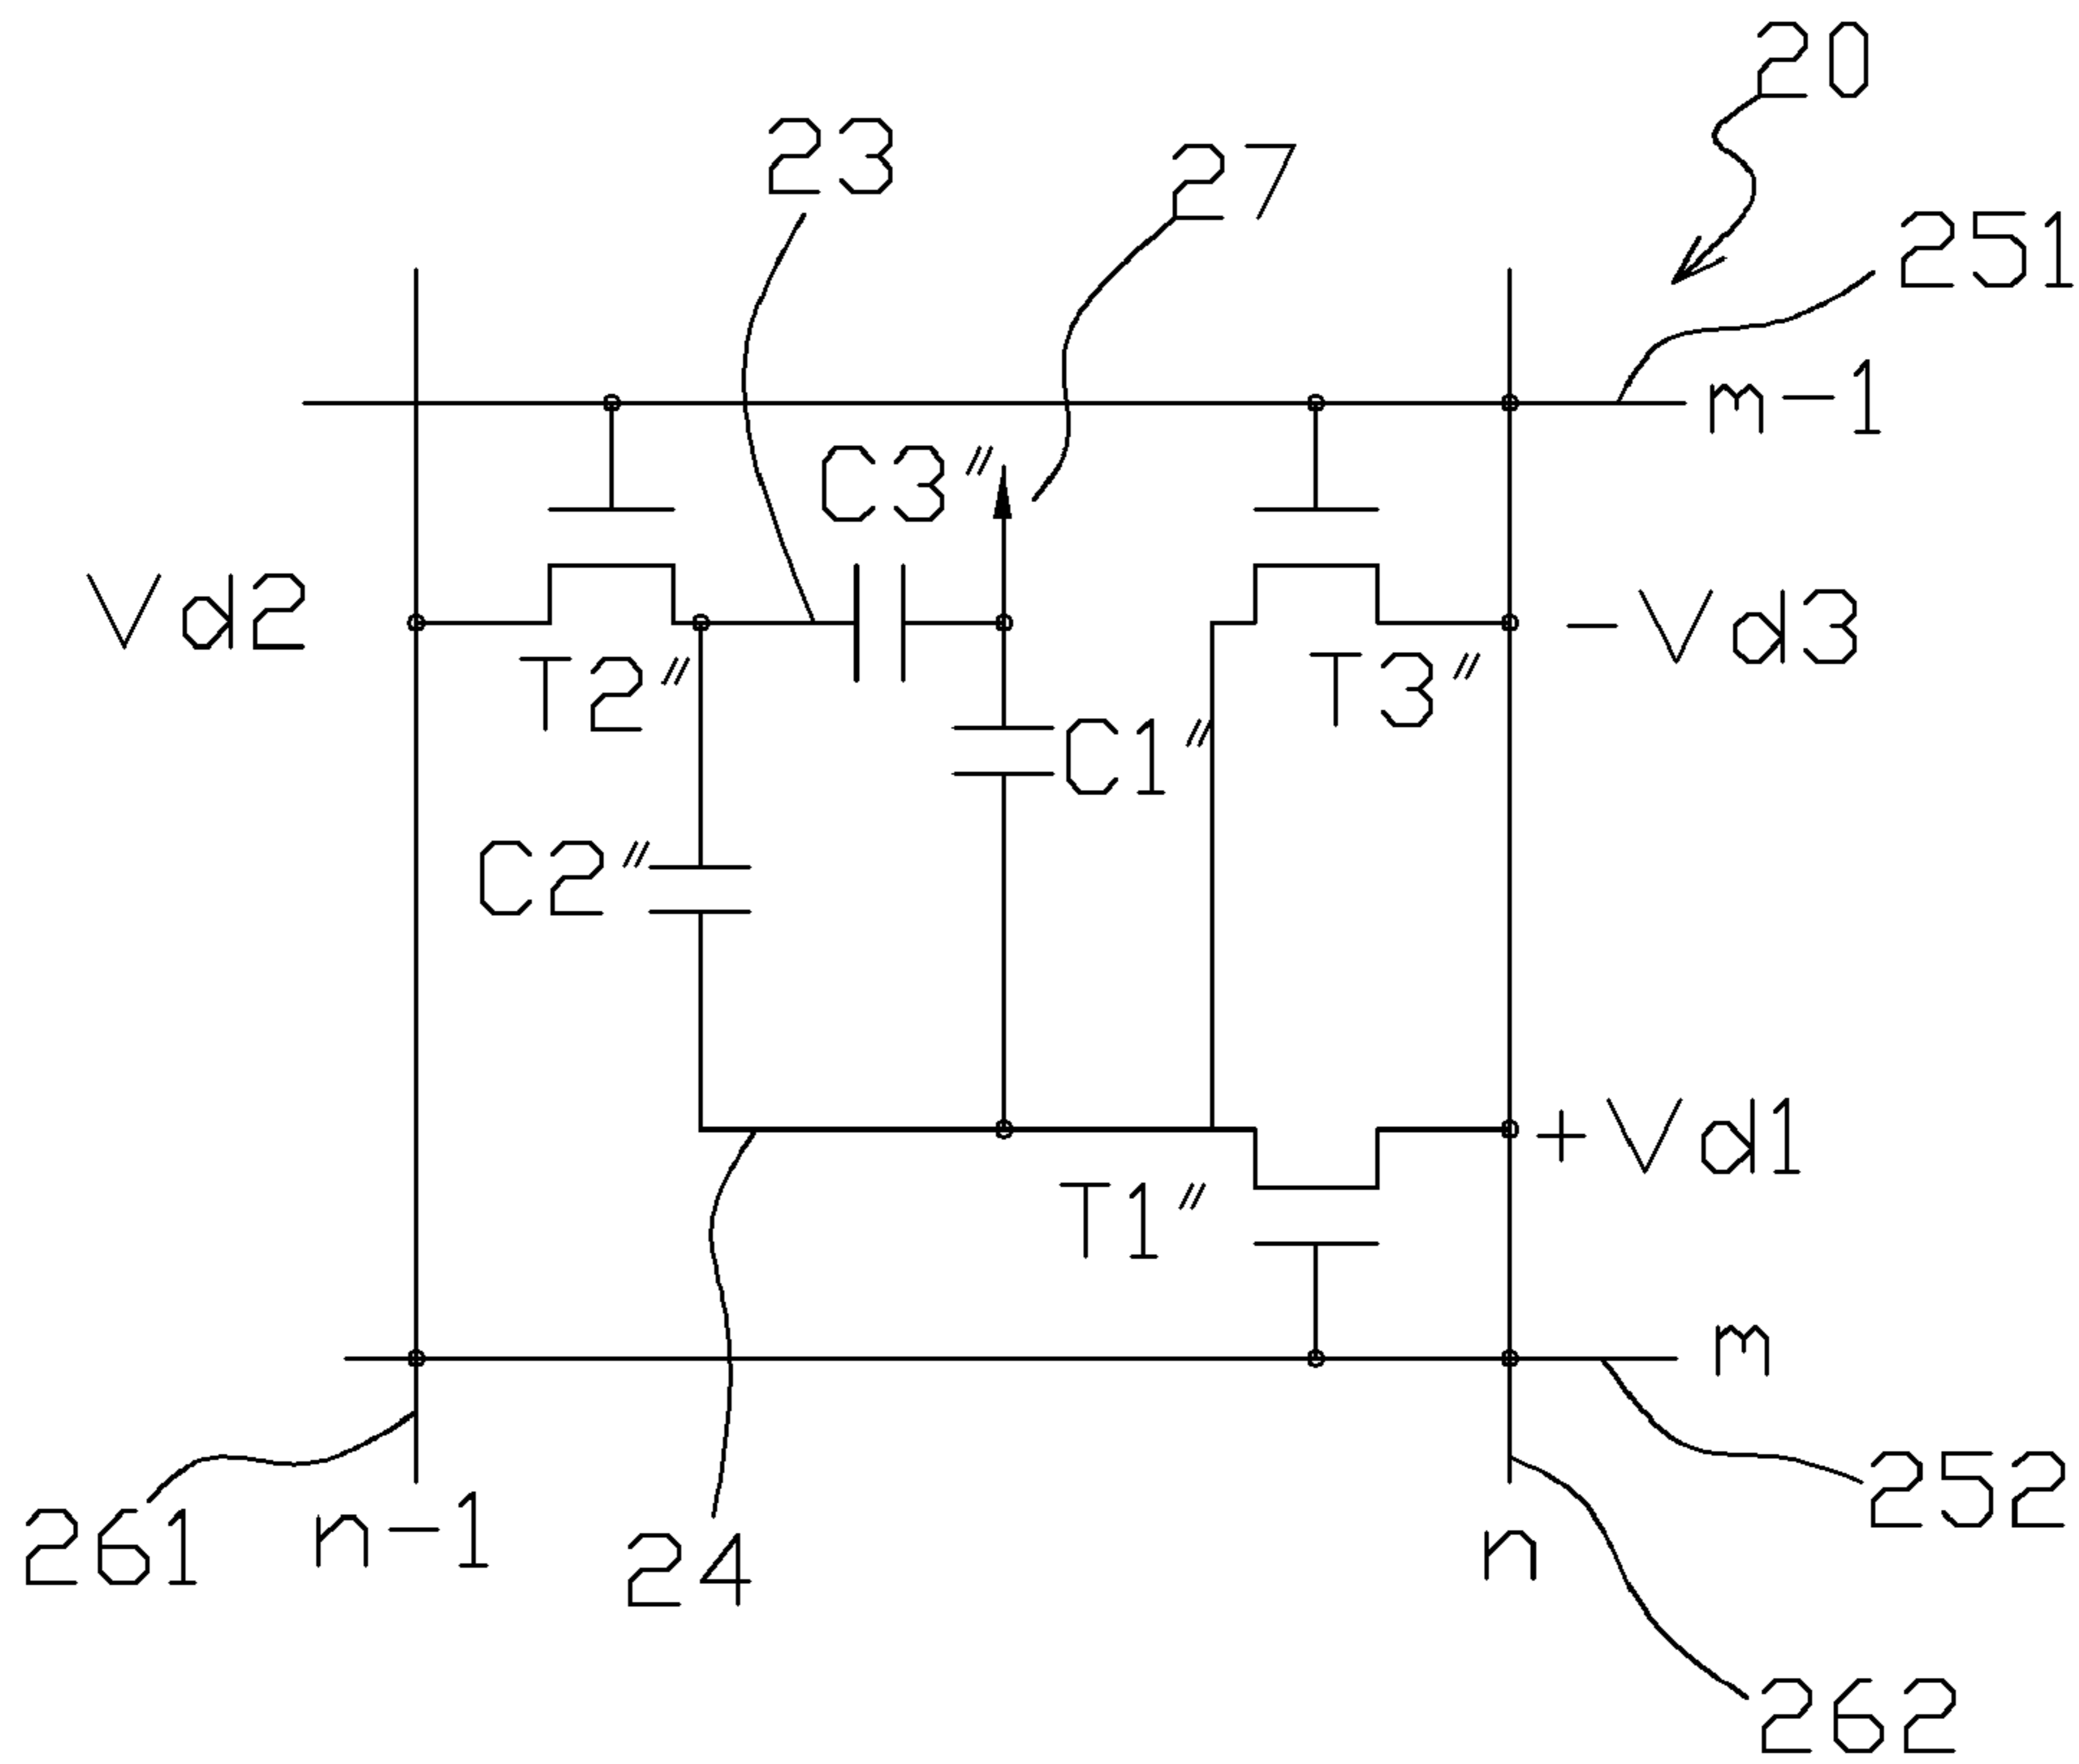 20
23
27
251
m-1
C3"
Vd2
-Vd3
T2"
T3"
C1"
C2"
+Vd1
T1"
m
252
261
n-1
24
n
262